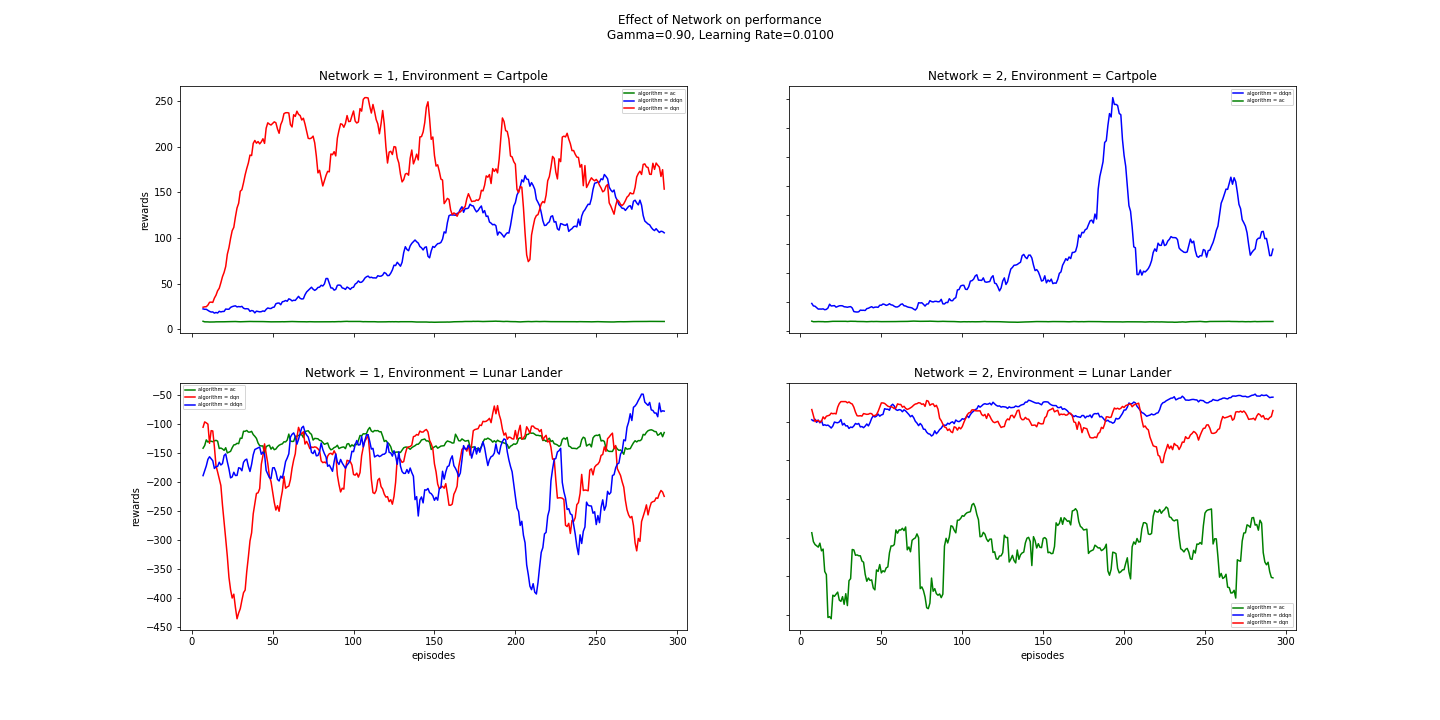 Effect of Network on performance
Gamma=0.90, Learning Rate=0.0100
Network = 1, Environment = Cartpole
250
200
150
100
50
0
rewards
algorithm = ac
algorithm = ddqn
algorithm = dqn
Network = 2, Environment = Cartpole
algorithm = ddqn
algorithm = ac
Network = 1, Environment = Lunar Lander
−50
−100
−150
−200
−250
−300
−350
−400
−450
rewards
algorithm = ac
algorithm = dqn
algorithm = ddqn
0 50 100 150 200 250 300
episodes
Network = 2, Environment = Lunar Lander
algorithm = ac
algorithm = ddqn
algorithm = dqn
0 50 100 150 200 250 300
episodes